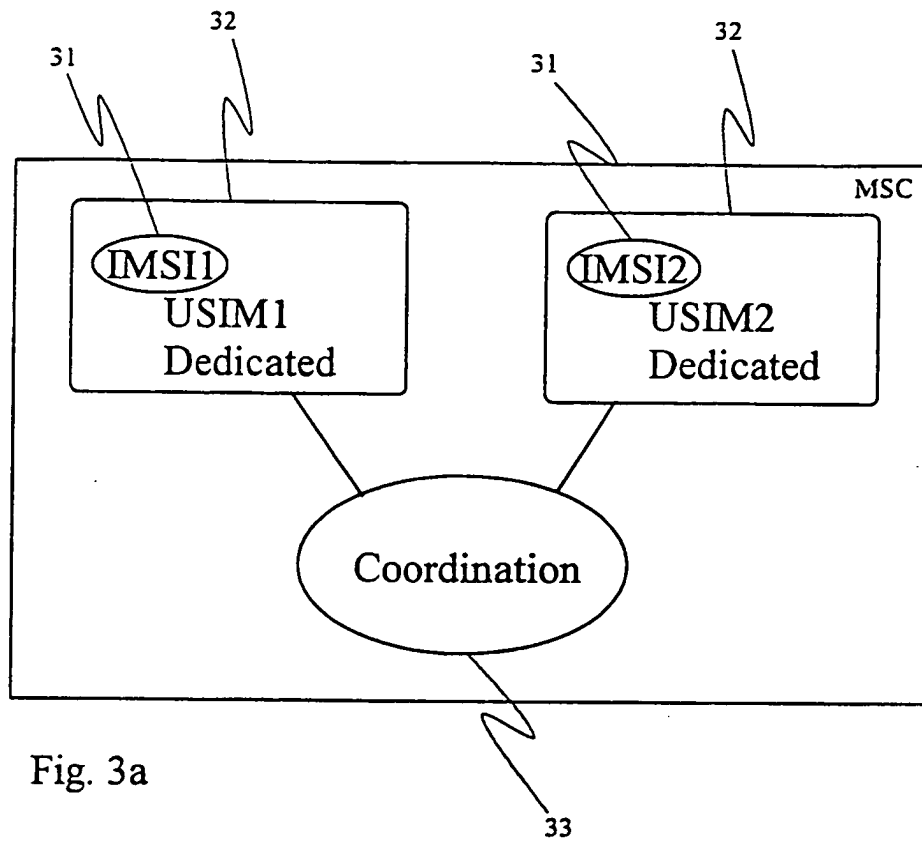 31
32
31
32
MSC
IMSI1
USIM1
Dedicated
IMSI2
USIM2
Dedicated
Coordination
Fig. 3a
33